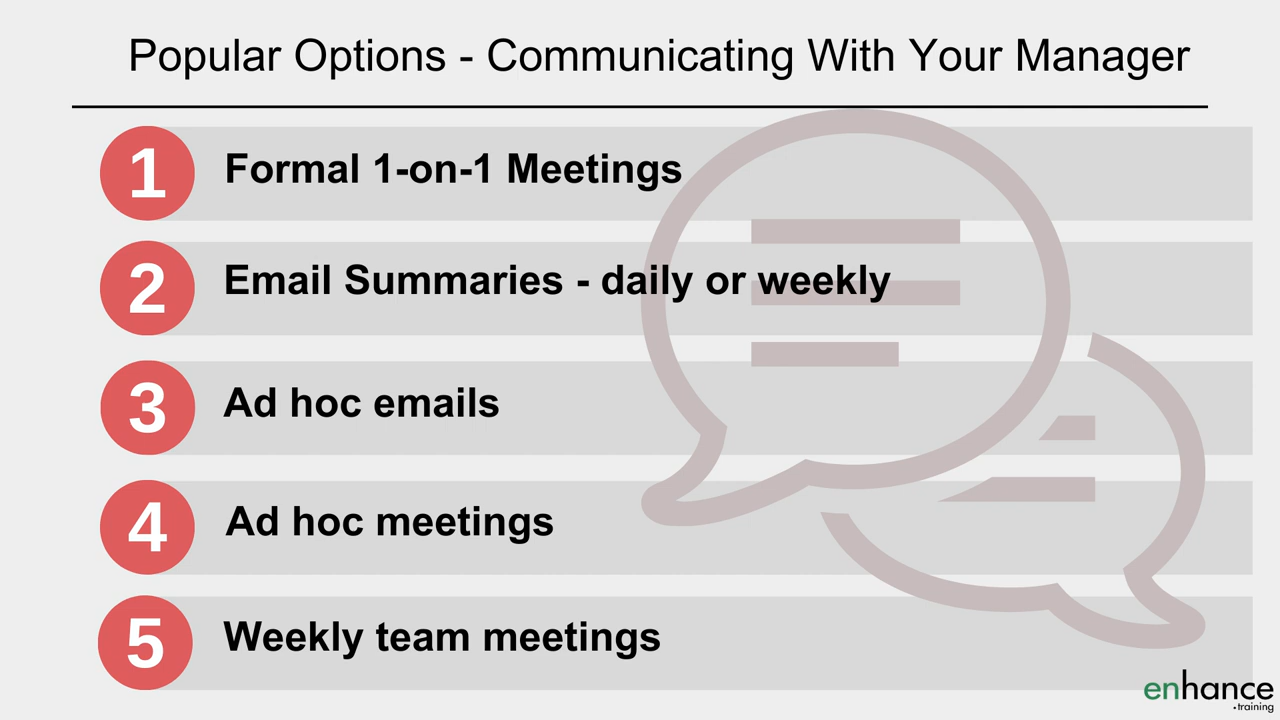 Popular Options - Communicating With Your Manager
1 Formal 1-on-1 Meetings
2 Email Summaries - daily or weekly
3 Ad hoc emails
4 Ad hoc meetings
5 Weekly team meetings
enhance
.training